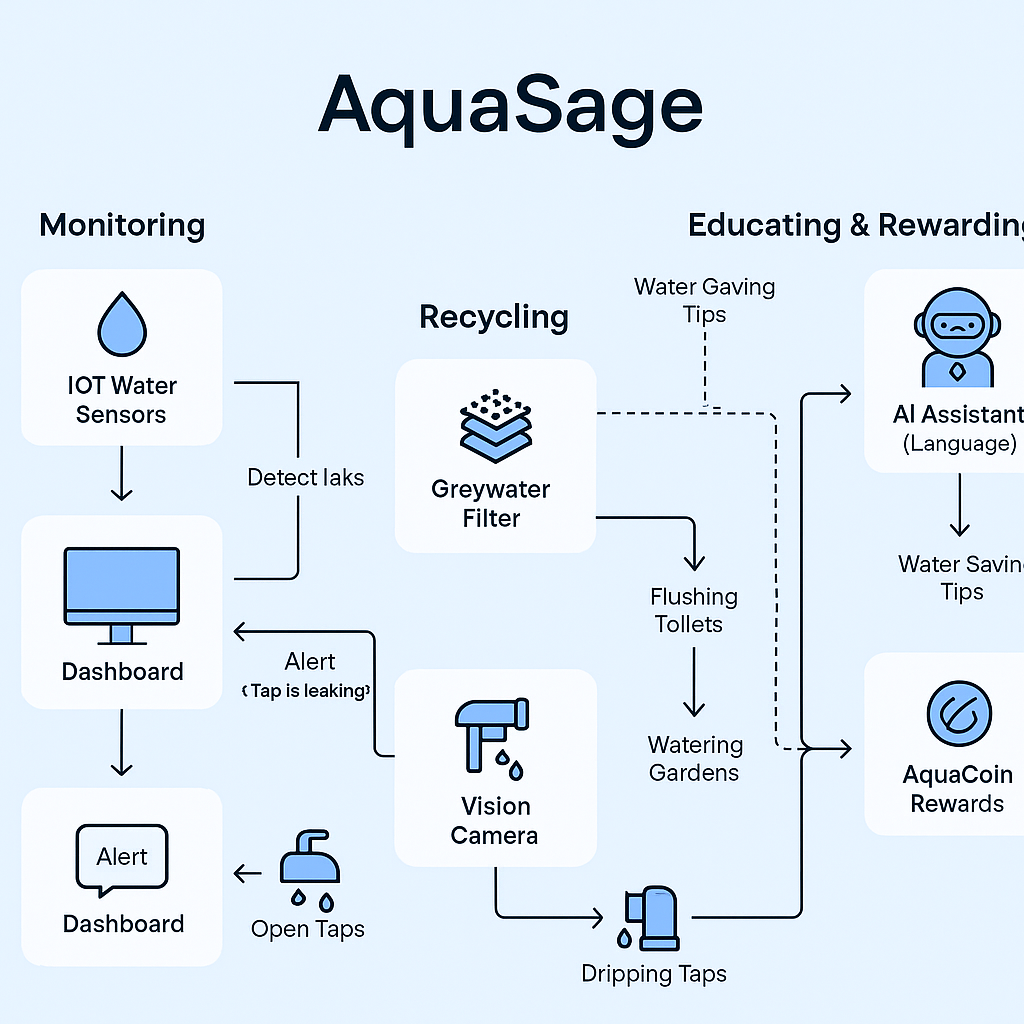 AquaSage
Monitoring
Educating & Rewarding
Recycling
Water Gaving
Tips
IOT Water
Sensors
Detect Iaks
Greywater
Filter
AI Assistant
(Language)
Flushing
Tollets
Water Savin
Tips
Dashboard
Alert
(Tap is leaking}
Watering
Gardens
Vision
Camera
AquaCoin
Rewards
Alert
Dashboard
Open Taps
Dripping Taps